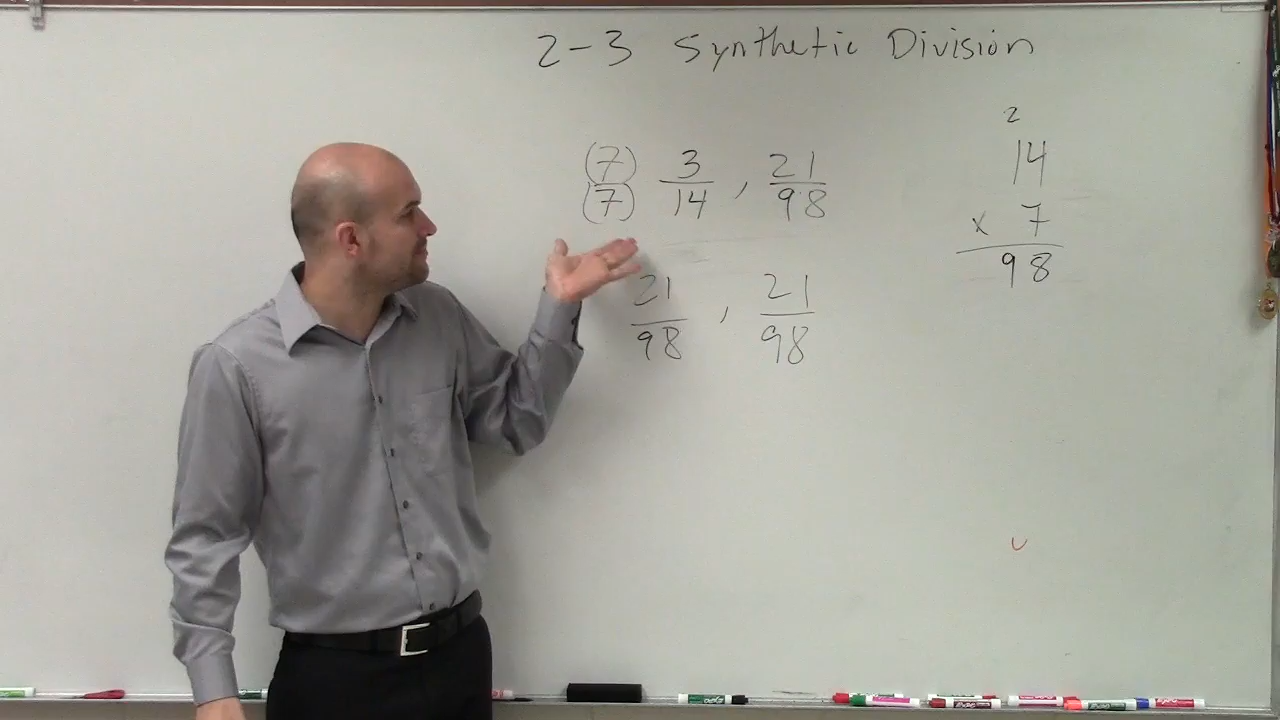 2-3 Synthetic Division
(7) 3 , 21
(7) 14 98
21 , 21
98 98
2
14
x 7
98